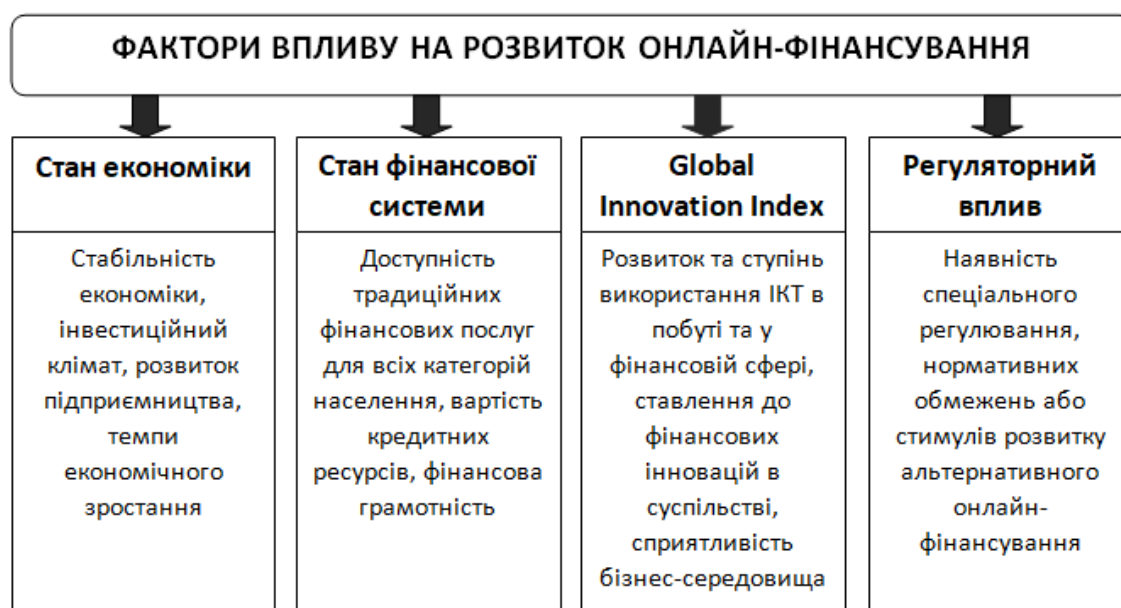 ФАКТОРИ ВПЛИВУ НА РОЗВИТОК ОНЛАЙН-ФІНАНСУВАННЯ
Стан економіки
Стабільність
економіки,
інвестиційний
клімат, розвиток
підприємництва,
темпи
економічного
зростання
Стан фінансової
системи
Доступність
традиційних
фінансових послуг
для всіх категорій
населення, вартість
кредитних
ресурсів, фінансова
грамотність
Global
Innovation Index
Розвиток та ступінь
використання ІКТ в
побуті та у
фінансовій сфері,
ставлення до
фінансових
інновацій в
суспільстві,
сприятливість
бізнес-середовища
Регуляторний
вплив
Наявність
спеціального
регулювання,
нормативних
обмежень або
стимулів розвитку
альтернативного
онлайн-
фінансування